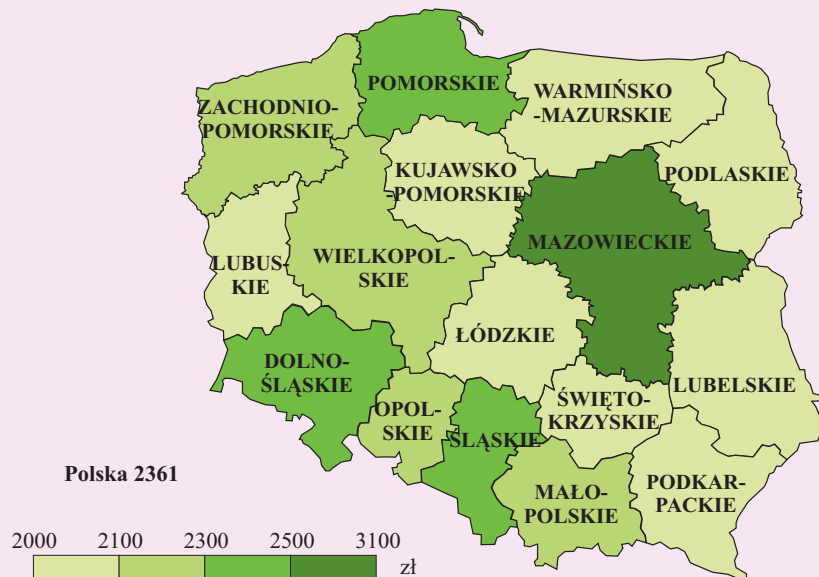 POMORSKIE
WARMIŃSKO
-MAZURSKIE
ZACHODNIO-
POMORSKIE
KUJAWSKO
-POMORSKIE
PODLASKIE
MAZOWIECKIE
LUBUS-
KIE
WIELKOPOL-
SKIE
ŁÓDZKIE
DOLNO-
ŚLĄSKIE
LUBELSKIE
OPOL-
SKIE
ŚLĄSKIE
ŚWIĘTO-
KRZYSKIE
MAŁO-
POLSKIE
PODKAR-
PACKIE
Polska 2361
2000 2100 2300 2500 3100
zł